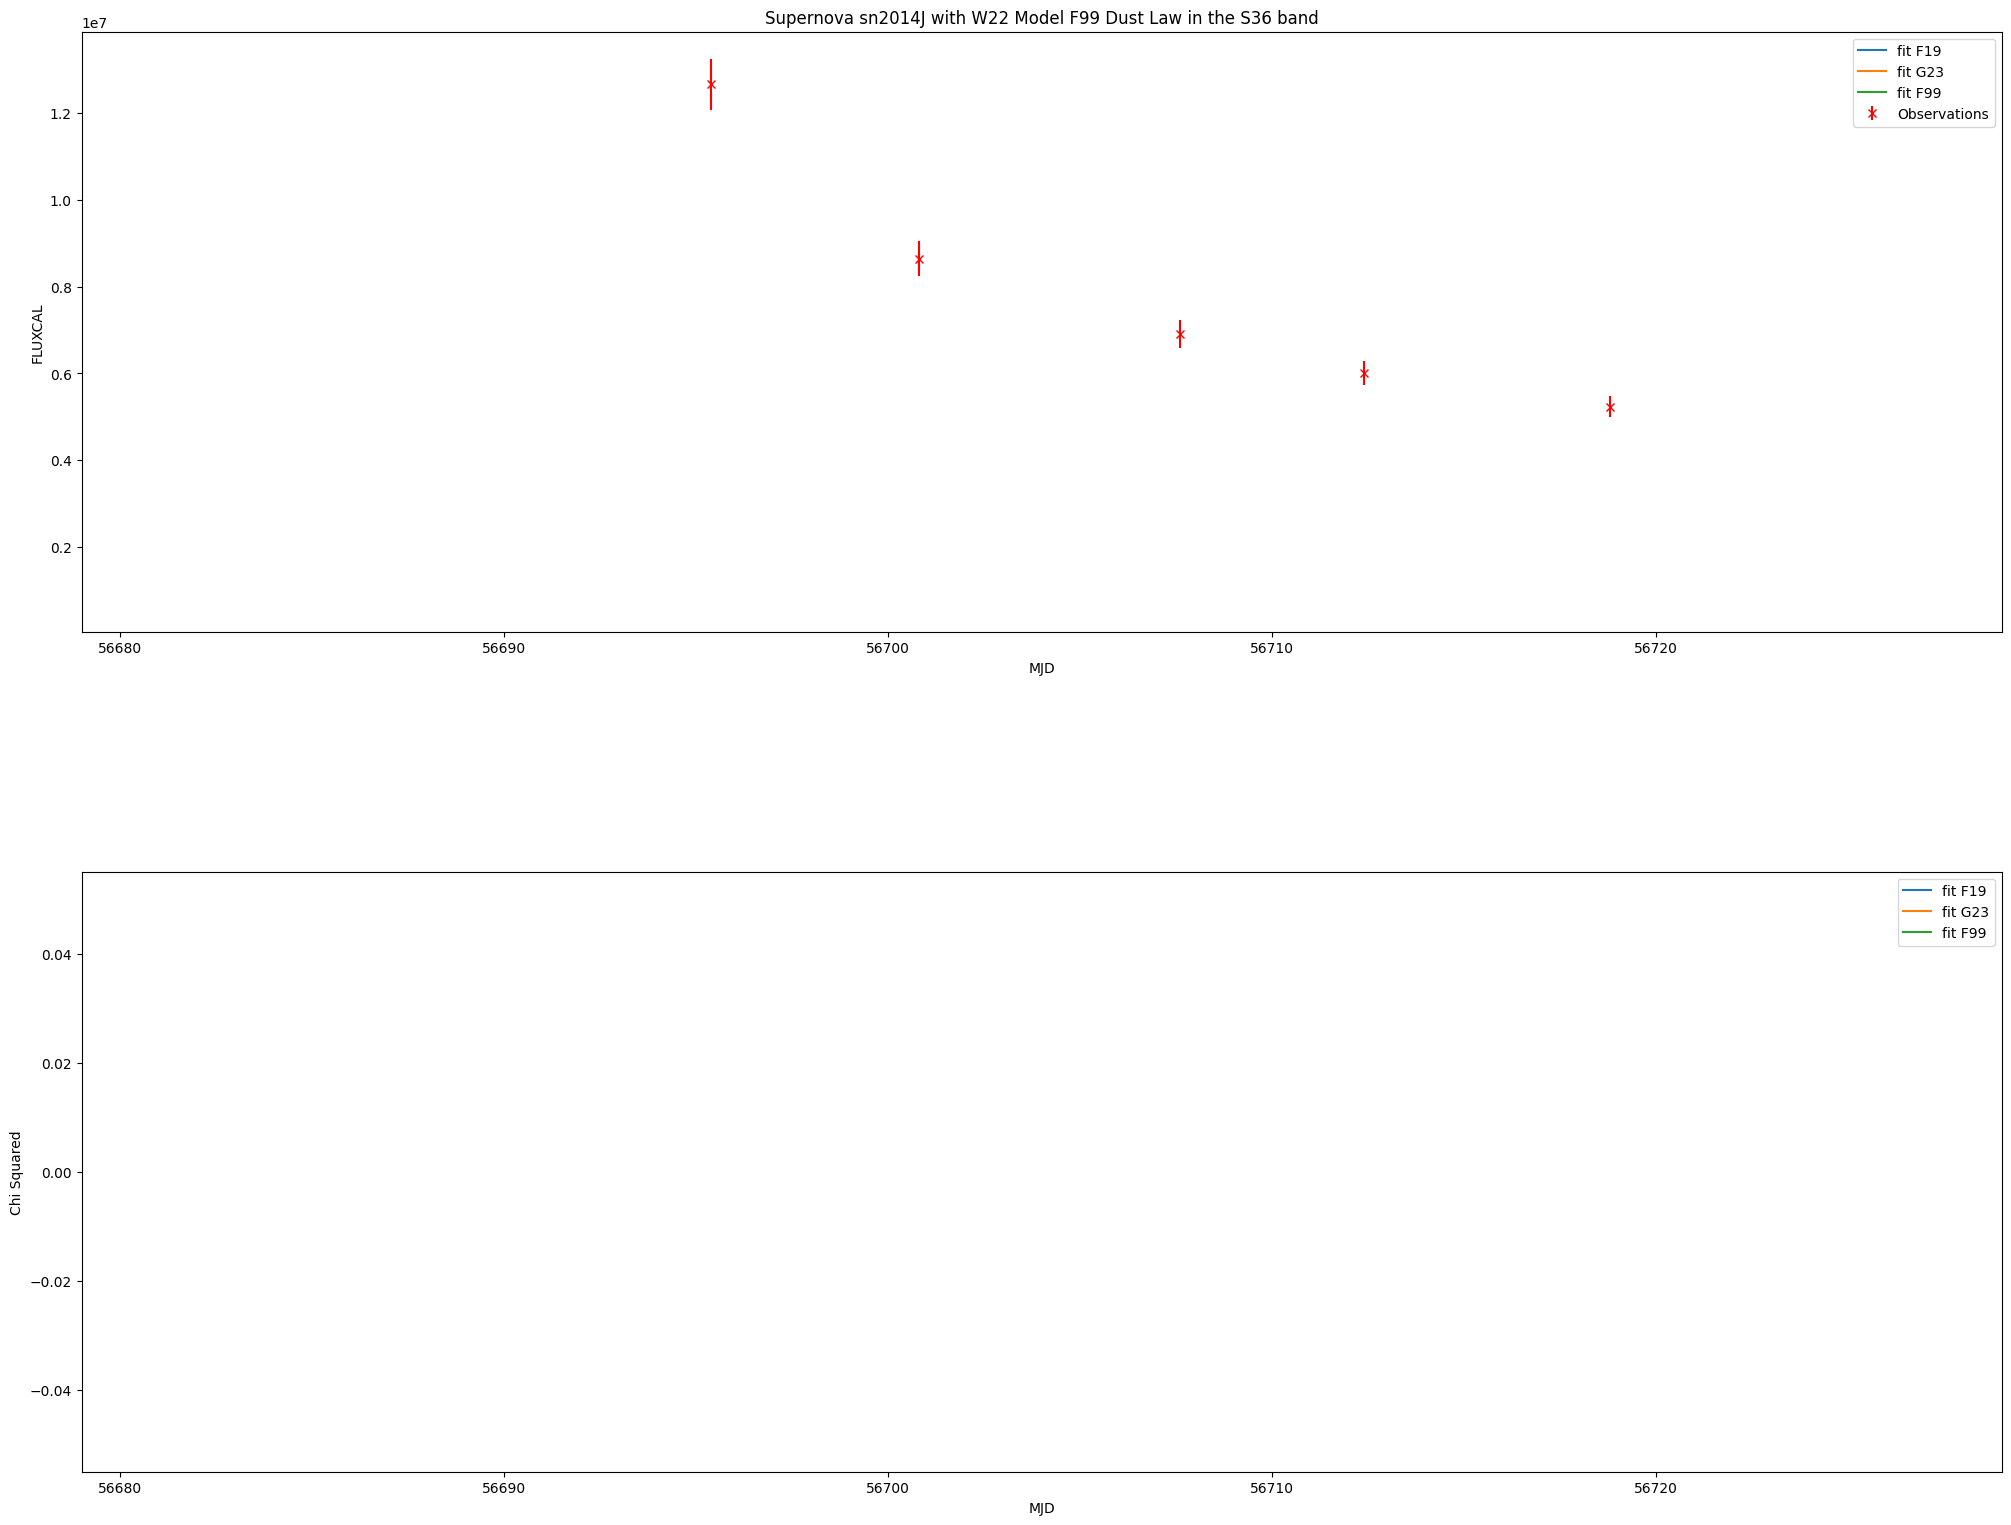 Supernova sn2014J with W22 Model F99 Dust Law in the S36 band
1e7
fit F19
fit G23
fit F99
Observations
1.2
1.0
0.8
0.6
0.4
0.2
FLUXCAL
56680 56690 56700 56710 56720
MJD
fit F19
fit G23
fit F99
0.04
0.02
0.00
−0.02
−0.04
Chi Squared
56680 56690 56700 56710 56720
MJD